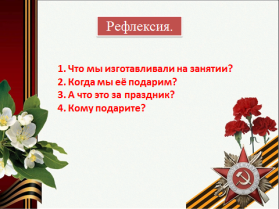 Рефлексия.
1. Что мы изготавливали на занятии?
2. Когда мы её подарим?
3. А что это за праздник?
4. Кому подарите?